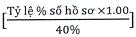 [Tỷ lệ % số hồ sơ×1.00
40%]